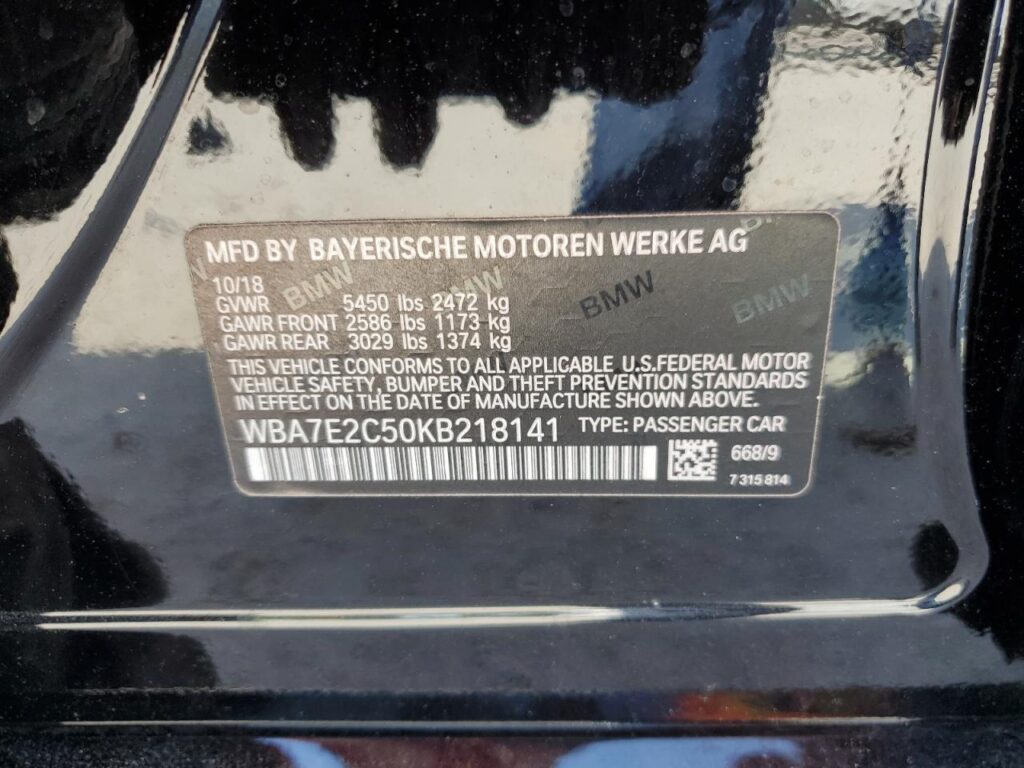 MFD BY BAYERISCHE MOTOREN WERKE AG
10/18
GVWR 5450 lbs 2472 kg
GAWR FRONT 2586 lbs 1173 kg
GAWR REAR 3029 lbs 1374 kg
BMW BMW BMW BMW
THIS VEHICLE CONFORMS TO ALL APPLICABLE U.S.FEDERAL MOTOR
VEHICLE SAFETY, BUMPER AND THEFT PREVENTION STANDARDS
IN EFFECT ON THE DATE OF MANUFACTURE SHOWN ABOVE.
WBA7E2C50KB218141 TYPE: PASSENGER CAR
668/9
7 315 814